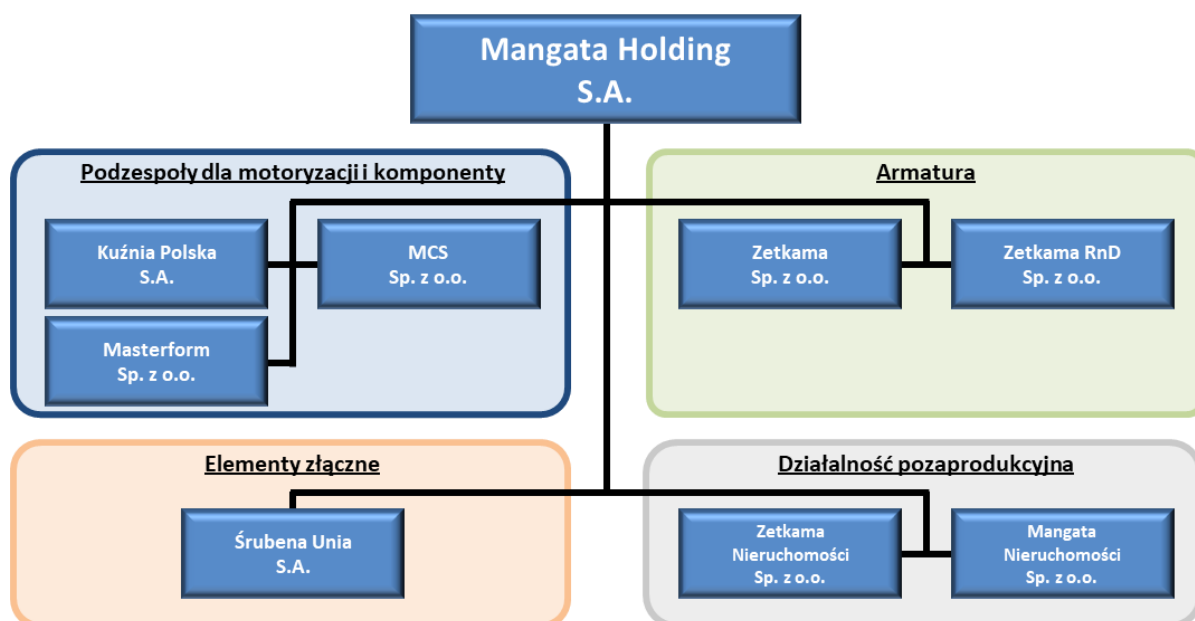 Mangata Holding
S.A.
Podzespoły dla motoryzacji i komponenty
Kuźnia Polska
S.A.
MCS
Sp. z o.o.
Masterform
Sp. z o.o.
Armatura
Zetkama
Sp. z o.o.
Zetkama RnD
Sp. z o.o.
Elementy złączne
Śrubena Unia
S.A.
Działalność pozaprodukcyjna
Zetkama
Nieruchomości
Sp. z o.o.
Mangata
Nieruchomości
Sp. z o.o.